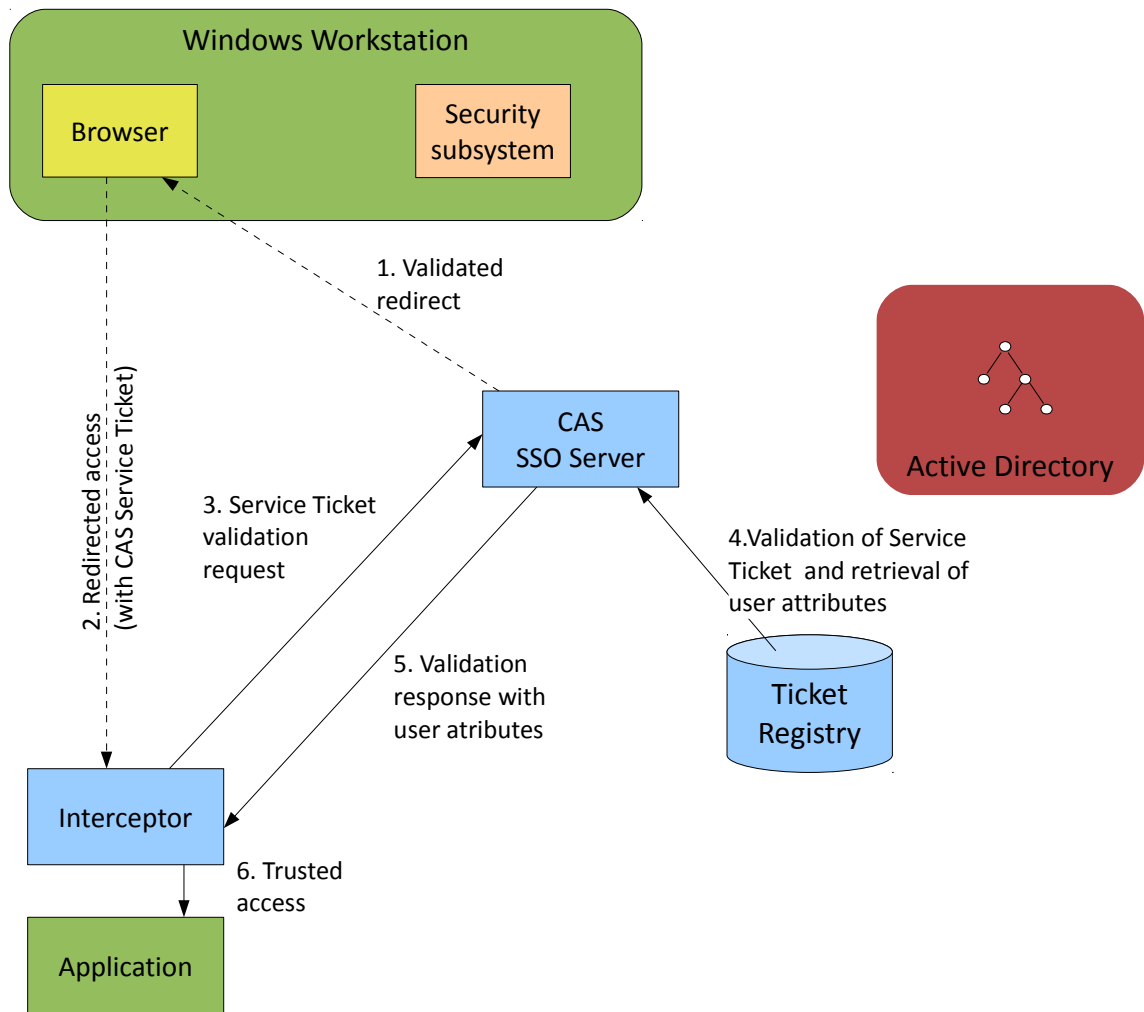 Windows Workstation
Browser
Security
subsystem
1. Validated
redirect
2. Redirected access
(with CAS Service Ticket)
CAS
SSO Server
Active Directory
3. Service Ticket
validation
request
4.Validation of Service
Ticket  and retrieval of
user attributes
5. Validation
response with
user atributes
Ticket
Registry
Interceptor
6. Trusted
access
Application